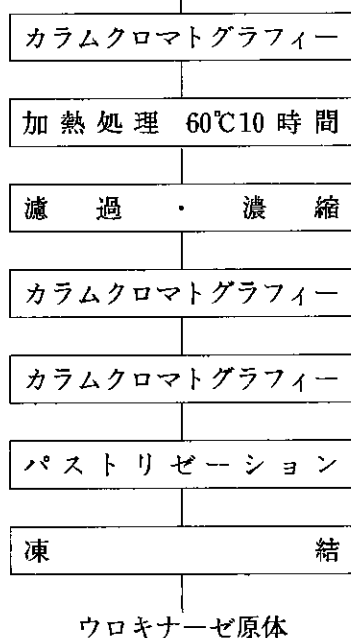 カラムクロマトグラフィー
加熱処理 60℃10時間
濾過・濃縮
カラムクロマトグラフィー
カラムクロマトグラフィー
パストリゼーション
凍結
ウロキナーゼ原体